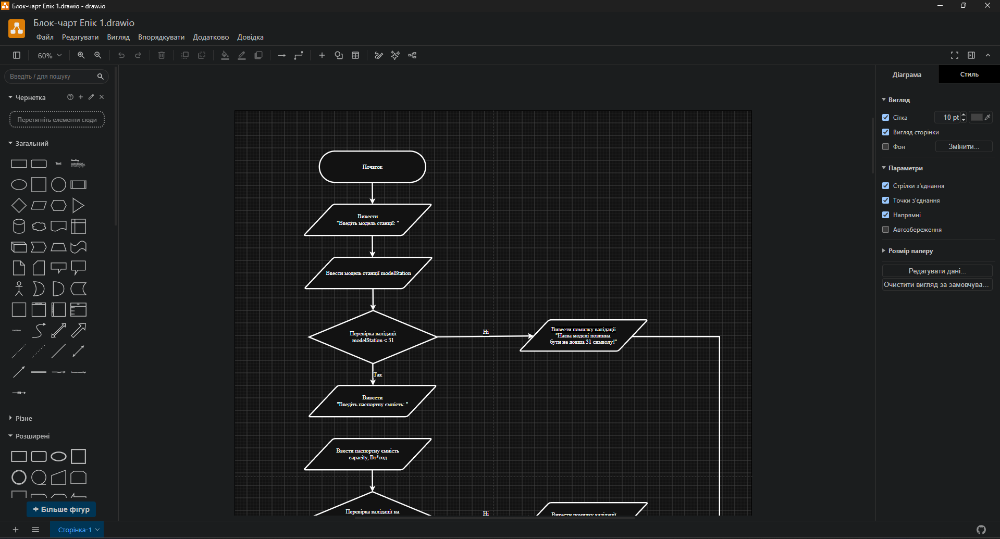 Блок-чарт Епік 1.drawio - draw.io
Блок-чарт Епік 1.drawio
Файл Редагувати Вигляд Впорядкувати Додатково Довідка
60%
Введіть / для пошуку
Чернетка
Перетягніть елементи сюди
Загальний
Text
Heading
List Item
Різне
Розширені
+ Більше фігур
Початок
Вивести
"Введіть модель станції: "
Ввести модель станції modelStation
Перевірка валідації
modelStation < 31
Ні
Вивести помилку валідації
"Назва моделі повинна
бути не довша 31 символу!"
Так
Вивести
"Введіть паспортну ємність: "
Ввести паспортну ємність
capacity, Вт*год
Перевірка валідації на
Ні
Вивести помилку валідації
Діаграма Стиль
Вигляд
Сітка 10 pt
Вигляд сторінки
Фон Змінити...
Параметри
Стрілки з'єднання
Точки з'єднання
Напрямні
Автозбереження
Розмір паперу
Редагувати дані...
Очистити вигляд за замовчува...
Сторінка-1